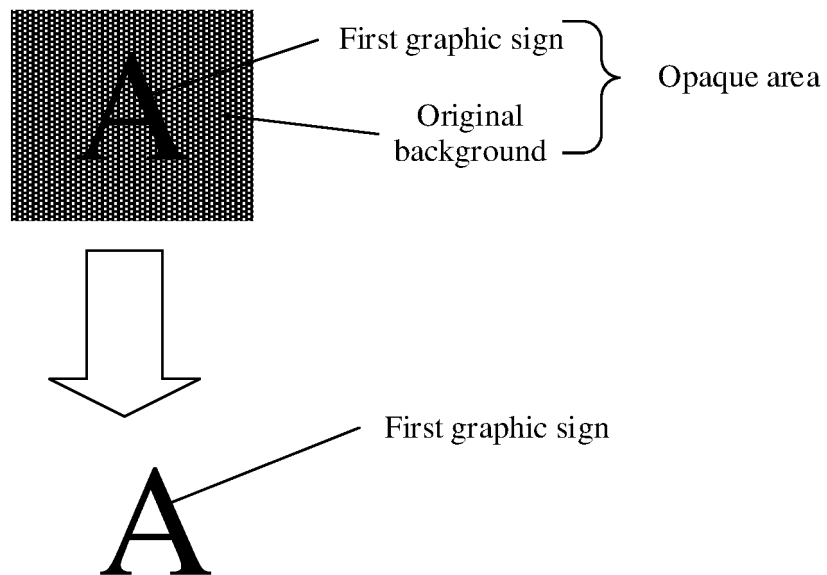 First graphic sign
A
Original
background
Opaque area
First graphic sign
A